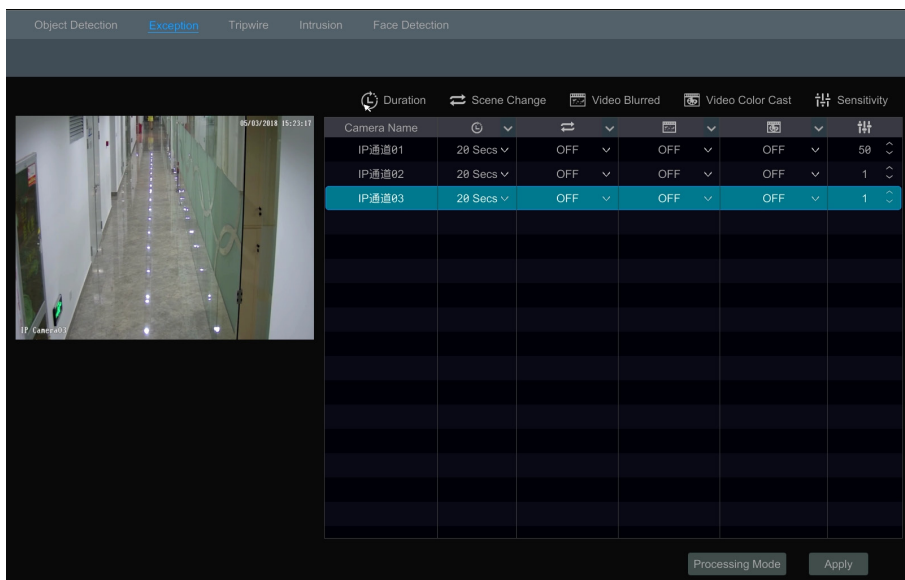 Object Detection Exception Tripwire Intrusion Face Detection
Duration Scene Change Video Blurred Video Color Cast Sensitivity
05/03/2018 15:23:17
Camera Name
IP通道01 20 Secs OFF OFF OFF 50
IP通道02 20 Secs OFF OFF OFF 1
IP通道03 20 Secs OFF OFF OFF 1
IP Camera03
Processing Mode Apply